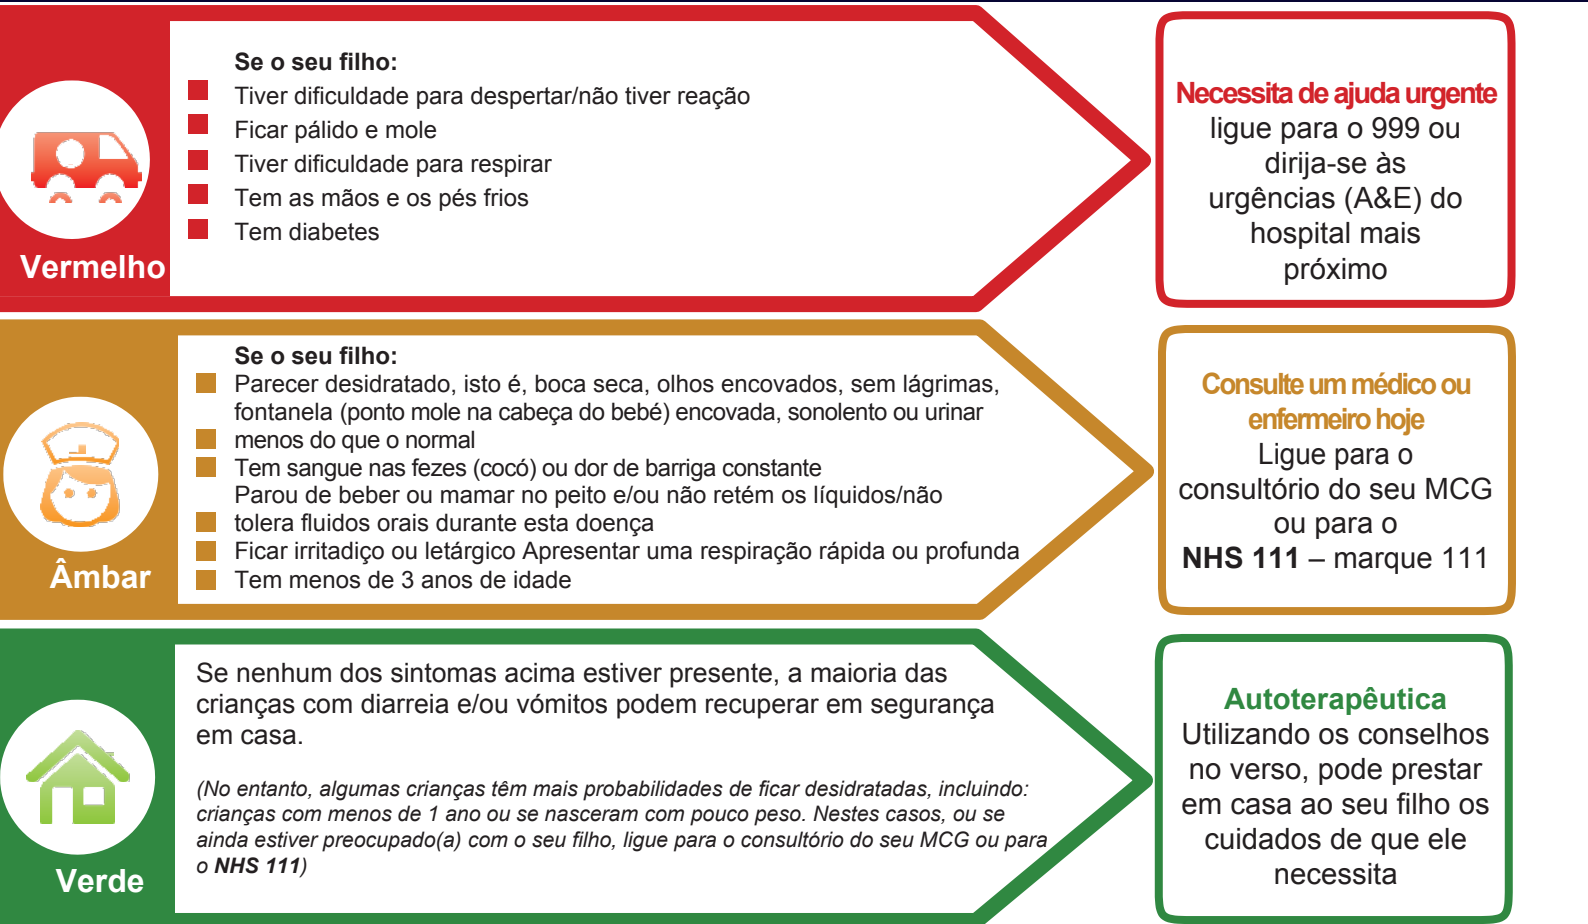 Se o seu filho:
Tiver dificuldade para despertar/não tiver reação
Ficar pálido e mole
Tiver dificuldade para respirar
Tem as mãos e os pés frios
Tem diabetes
Vermelho
Necessita de ajuda urgente
ligue para o 999 ou
dirija-se às
urgências (A&E) do
hospital mais
próximo
Se o seu filho:
Parecer desidratado, isto é, boca seca, olhos encovados, sem lágrimas,
fontanela (ponto mole na cabeça do bebé) encovada, sonolento ou urinar
menos do que o normal
Tem sangue nas fezes (cocó) ou dor de barriga constante
Parou de beber ou mamar no peito e/ou não retém os líquidos/não
tolera fluidos orais durante esta doença
Ficar irritadiço ou letárgico Apresentar uma respiração rápida ou profunda
Tem menos de 3 anos de idade
Âmbar
Consulte um médico ou
enfermeiro hoje
Ligue para o
consultório do seu MCG
ou para o
NHS 111 – marque 111
Se nenhum dos sintomas acima estiver presente, a maioria das
crianças com diarreia e/ou vómitos podem recuperar em segurança
em casa.
(No entanto, algumas crianças têm mais probabilidades de ficar desidratadas, incluindo:
crianças com menos de 1 ano ou se nasceram com pouco peso. Nestes casos, ou se
ainda estiver preocupado(a) com o seu filho, ligue para o consultório do seu MCG ou para
o NHS 111)
Verde
Autoterapêutica
Utilizando os conselhos
no verso, pode prestar
em casa ao seu filho os
cuidados de que ele
necessita